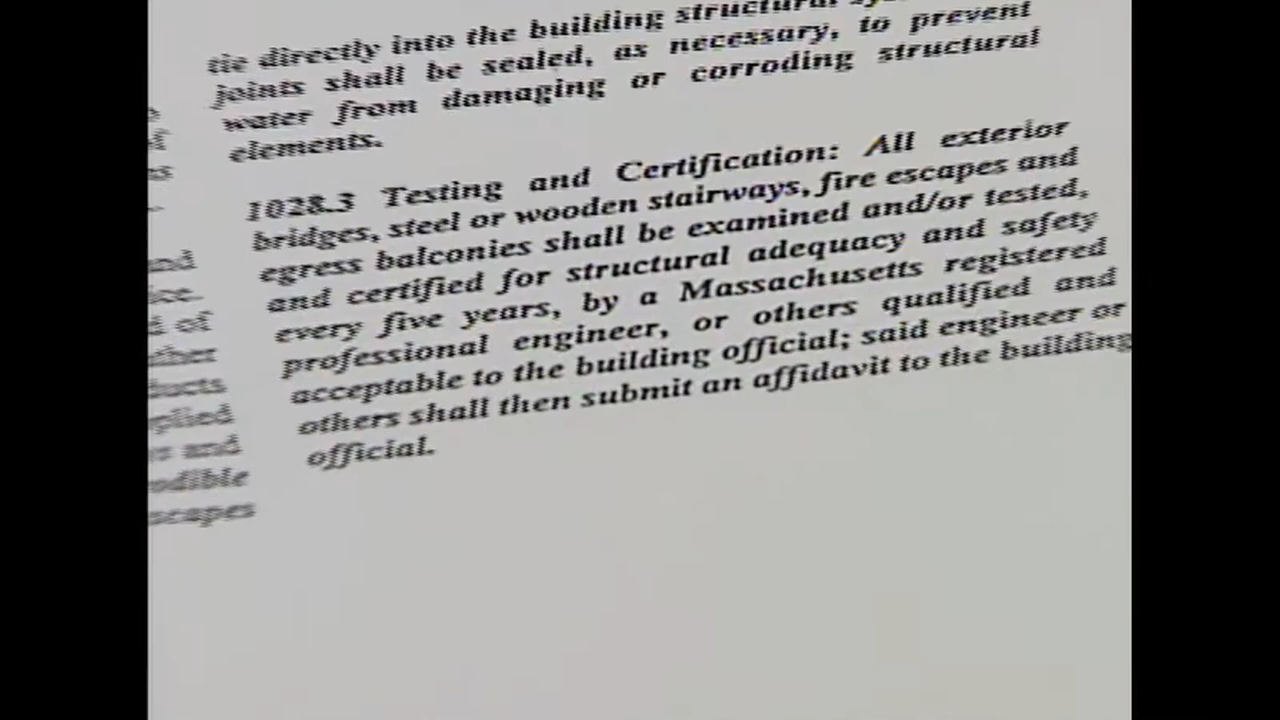 tie directly into the building structural
joints shall be sealed, as necessary, to prevent
water from damaging or corroding structural
elements.
1028.3 Testing and Certification: All exterior
bridges, steel or wooden stairways, fire escapes and
egress balconies shall be examined and/or tested,
and certified for structural adequacy and safety
every five years, by a Massachusetts registered
professional engineer, or others qualified and
acceptable to the building official; said engineer or
others shall then submit an affidavit to the building
official.
and
of
and